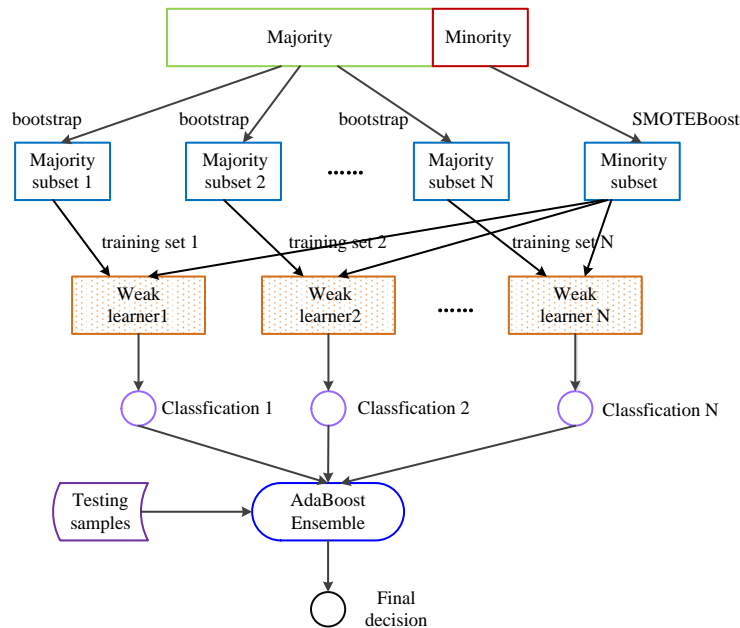 Majority
Minority
bootstrap
bootstrap
bootstrap
SMOTEBoost
Majority
subset 1
Majority
subset 2
......
Majority
subset N
Minority
subset
training set 1
training set 2
training set N
Weak
learner1
Weak
learner2
......
Weak
learner N
Classfication 1
Classfication 2
Classfication N
Testing
samples
AdaBoost
Ensemble
Final
decision